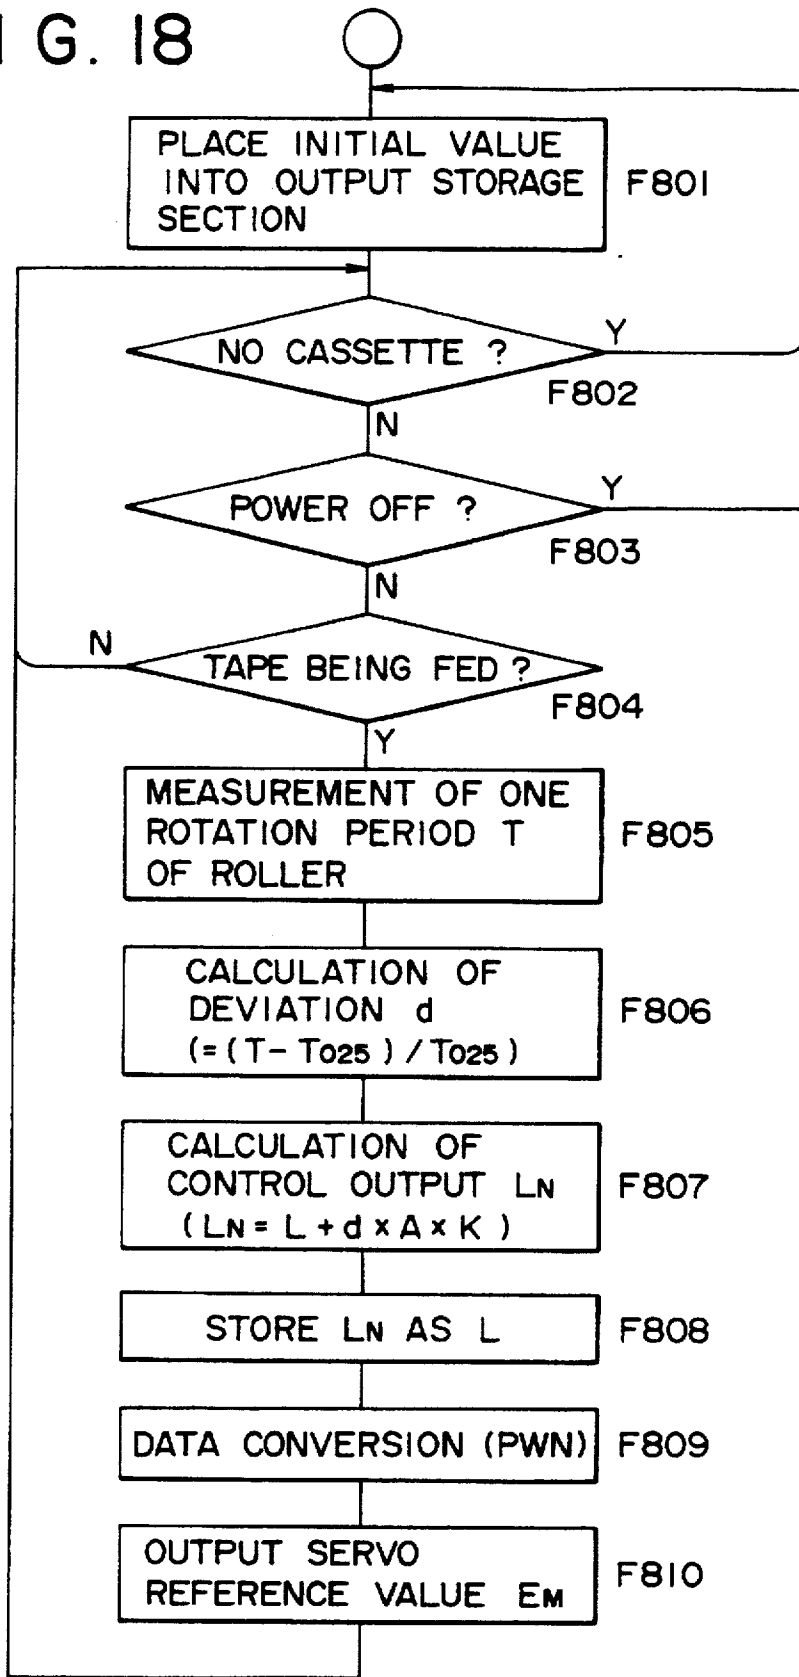 I G. 18
PLACE INITIAL VALUE
INTO OUTPUT STORAGE
SECTION
F801
NO CASSETTE ?
Y
F802
N
POWER OFF ?
Y
F803
N
TAPE BEING FED ?
N
F804
Y
MEASUREMENT OF ONE
ROTATION PERIOD T
OF ROLLER
F805
CALCULATION OF
DEVIATION d
(=(T-T025)/T025)
F806
CALCULATION OF
CONTROL OUTPUT LN
(LN = L + d × A × K)
F807
STORE LN AS L
F808
DATA CONVERSION (PWN)
F809
OUTPUT SERVO
REFERENCE VALUE EM
F810